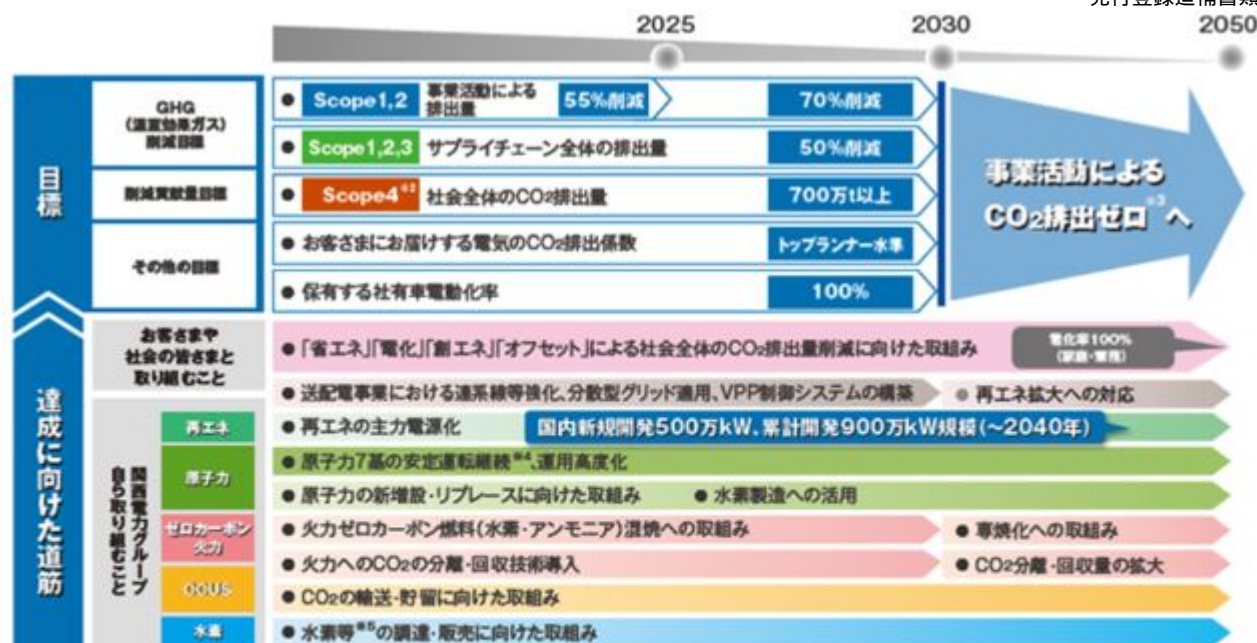 発行登録追補書類
2025 2030 2050
目標
GHG
(温室効果ガス)
削減目標
● Scope1,2 事業活動による
排出量 55%削減 70%削減
● Scope1,2,3 サプライチェーン全体の排出量 50%削減
削減貢献量目標
● Scope4※2 社会全体のCO2排出量 700万t以上
その他の目標
● お客さまにお届けする電気のCO2排出係数 トップランナー水準
● 保有する社有車電動化率 100%
事業活動による
CO2排出ゼロ※3へ
達成に向けた道筋
お客さまや
社会の皆さまと
取り組むこと
● 「省エネ」「電化」「創エネ」「オフセット」による社会全体のCO2排出量削減に向けた取組み
電化率100%
(家庭・業務)
関西電力グループ
自ら取り組むこと
● 送配電事業における連系線等強化、分散型グリッド適用、VPP制御システムの構築 ● 再エネ拡大への対応
再エネ
● 再エネの主力電源化 国内新規開発500万kW、累計開発900万kW規模(~2040年)
原子力
● 原子力7基の安定運転継続※4、運用高度化
● 原子力の新増設・リプレースに向けた取組み ● 水素製造への活用
ゼロカーボン
火力
● 火力ゼロカーボン燃料(水素・アンモニア)混焼への取組み ● 専焼化への取組み
● 火力へのCO2の分離・回収技術導入 ● CO2分離・回収量の拡大
CCUS
● CO2の輸送・貯留に向けた取組み
水素
● 水素等※5の調達・販売に向けた取組み